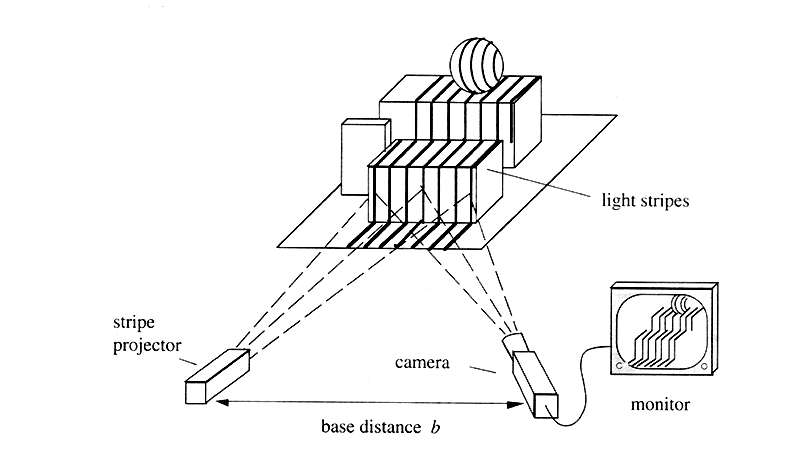 light stripes
stripe
projector
camera
monitor
base distance b